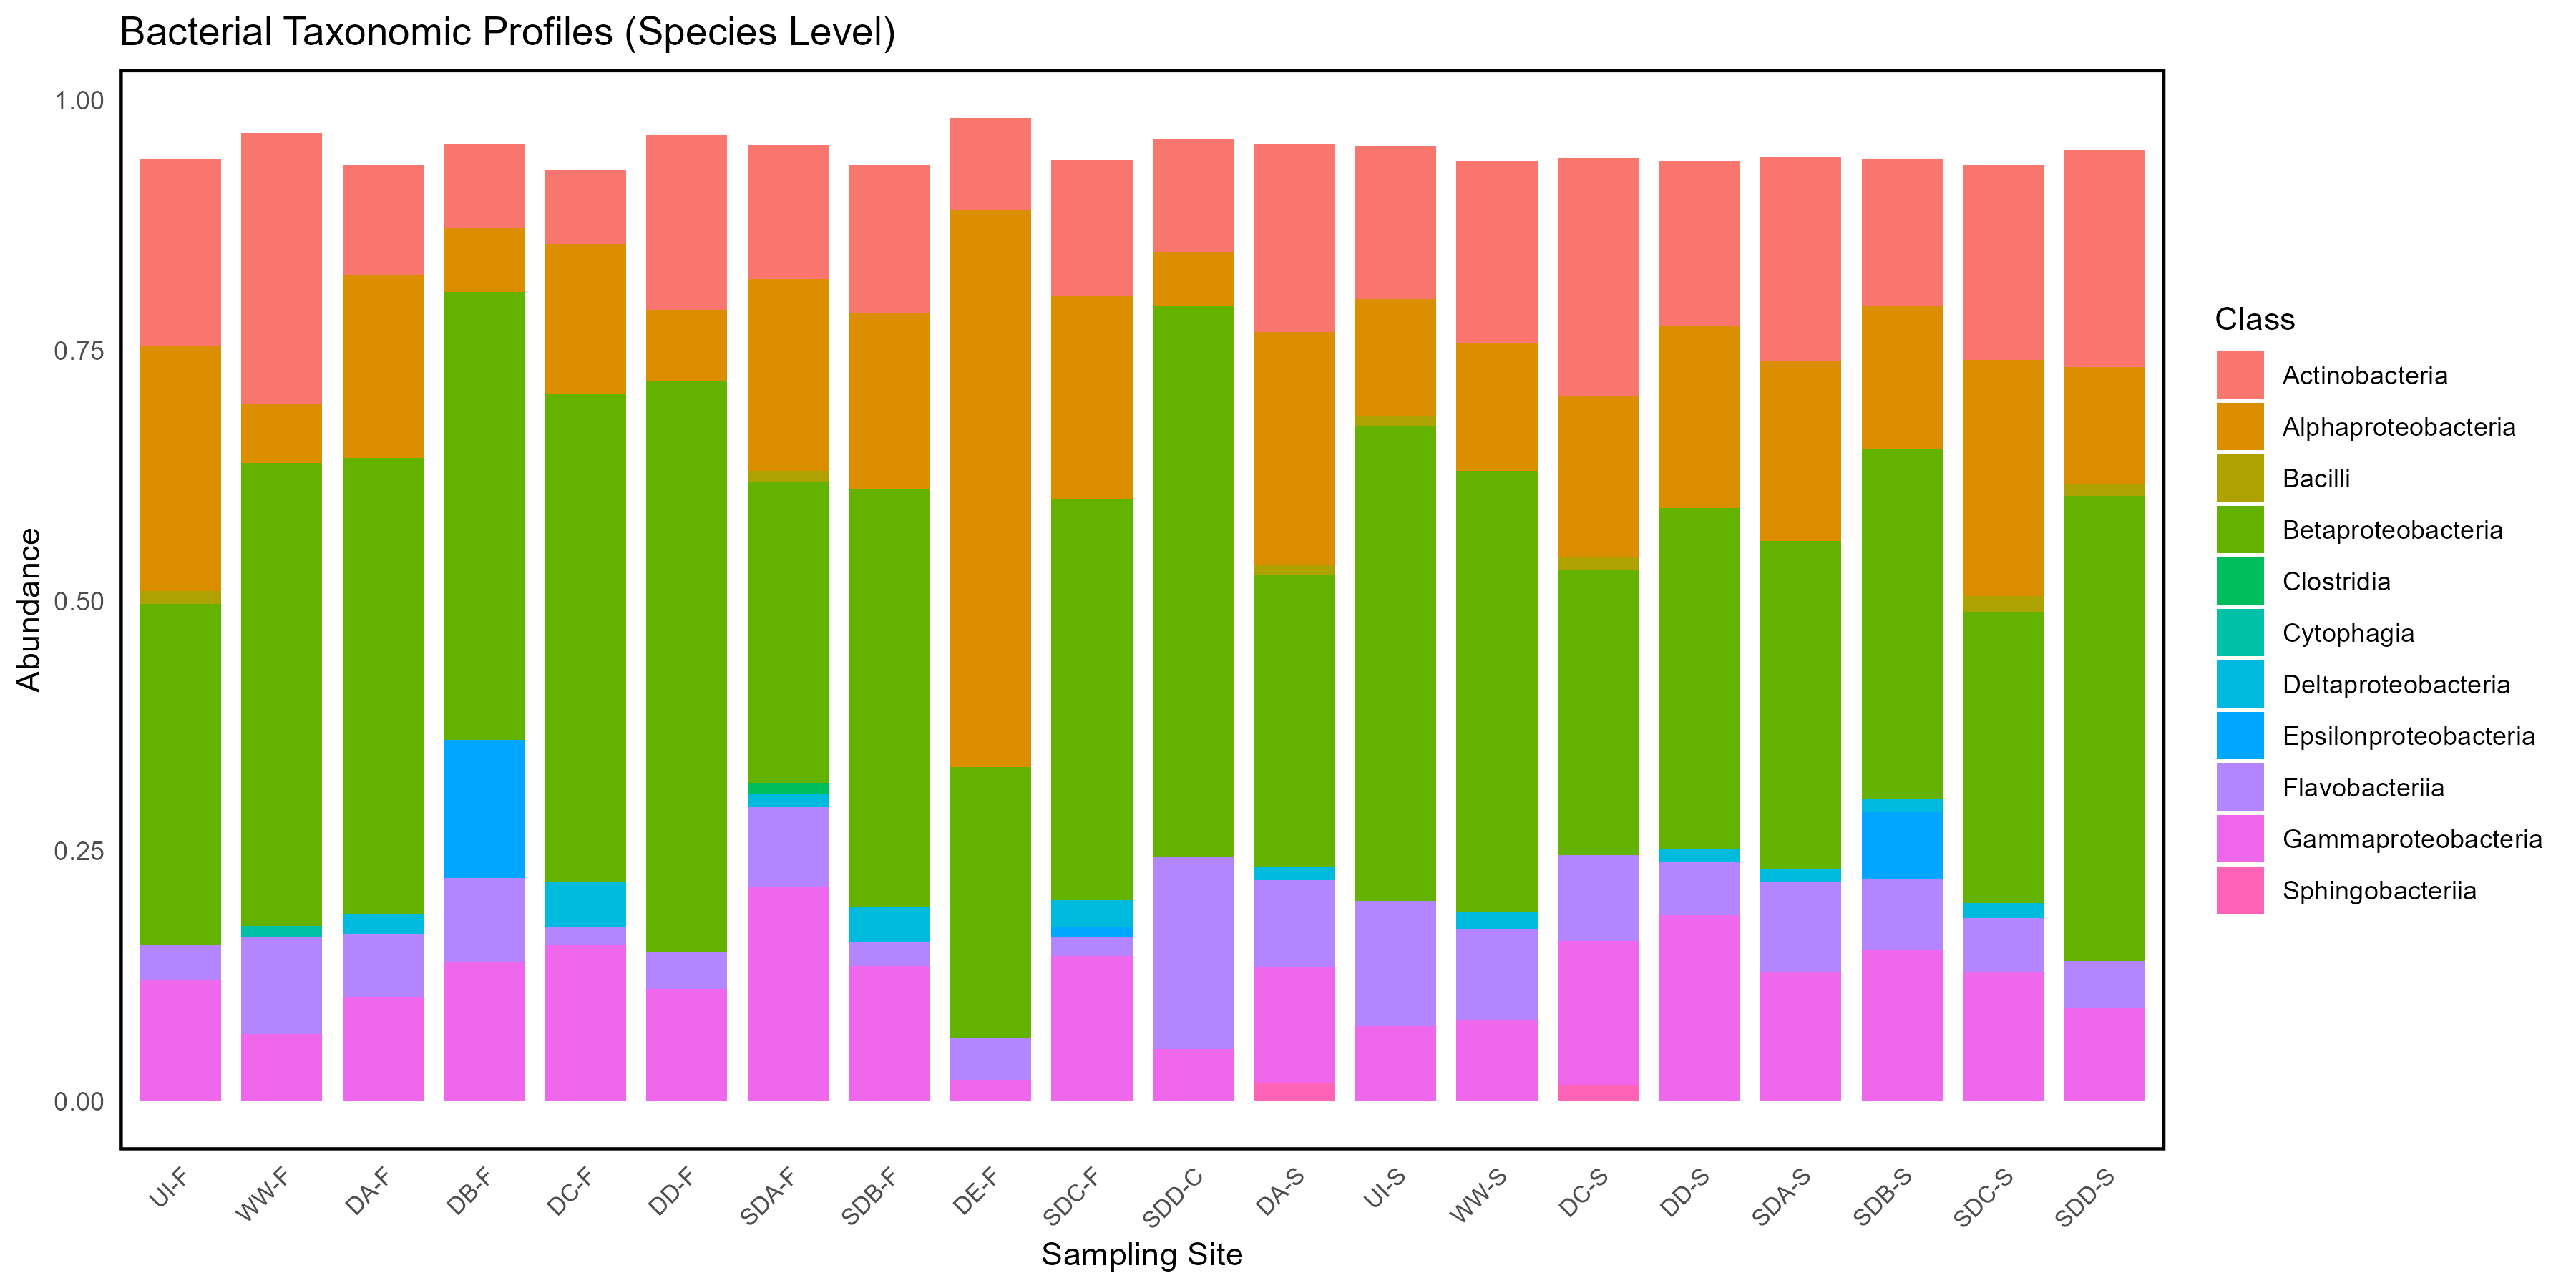 Bacterial Taxonomic Profiles (Species Level)
1.00
0.75
0.50
0.25
0.00
Abundance
UI-F
WW-F
DA-F
DB-F
DC-F
DD-F
SDA-F
SDB-F
DE-F
SDC-F
SDD-C
DA-S
UI-S
WW-S
DC-S
DD-S
SDA-S
SDB-S
SDC-S
SDD-S
Sampling Site
Class
Actinobacteria
Alphaproteobacteria
Bacilli
Betaproteobacteria
Clostridia
Cytophagia
Deltaproteobacteria
Epsilonproteobacteria
Flavobacteriia
Gammaproteobacteria
Sphingobacteriia